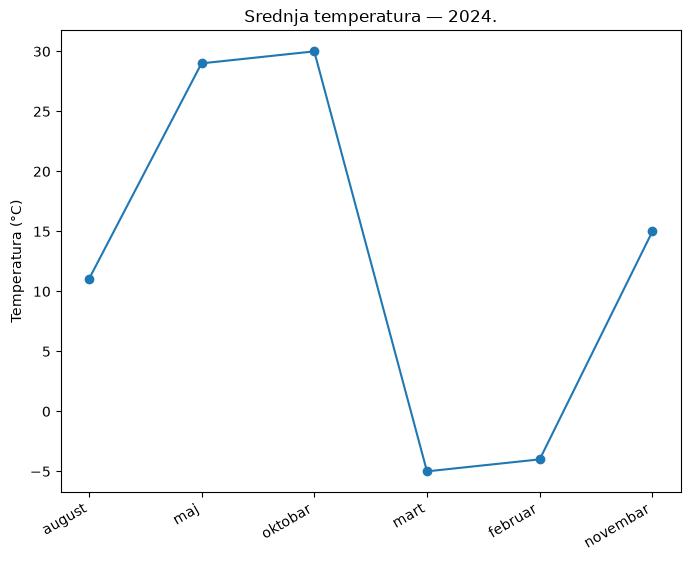 Srednja temperatura — 2024.
Temperatura (°C)
30
25
20
15
10
5
0
−5
august
maj
oktobar
mart
februar
novembar